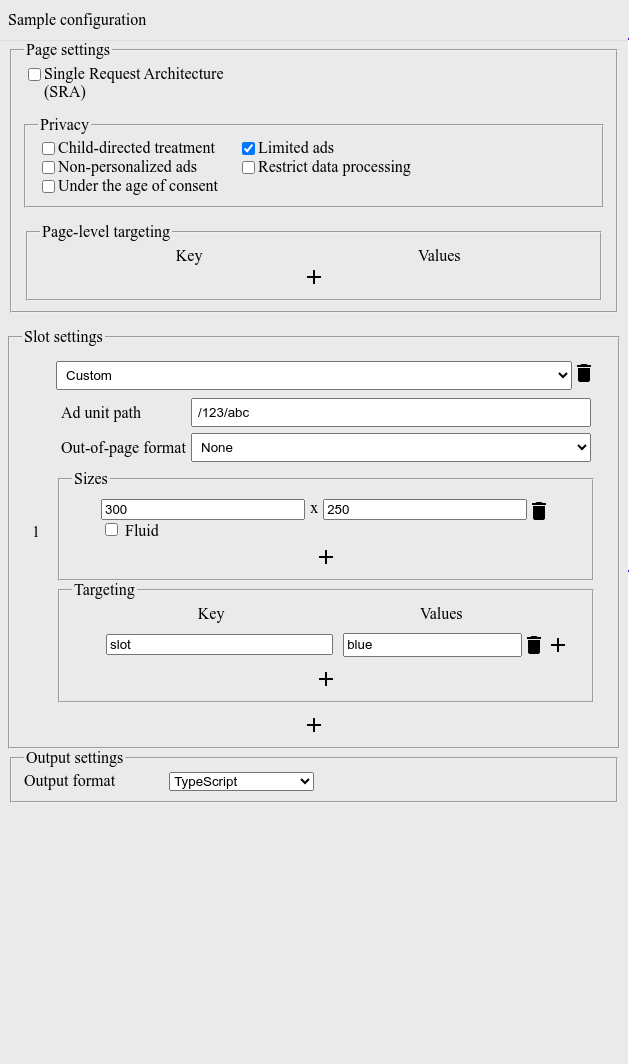 Sample configuration
Page settings
Single Request Architecture
(SRA)
Privacy
Child-directed treatment
Limited ads
Non-personalized ads
Restrict data processing
Under the age of consent
Page-level targeting
Key Values
Slot settings
Custom
Ad unit path /123/abc
Out-of-page format None
Sizes
1
300 x 250
Fluid
Targeting
Key Values
slot blue
Output settings
Output format TypeScript